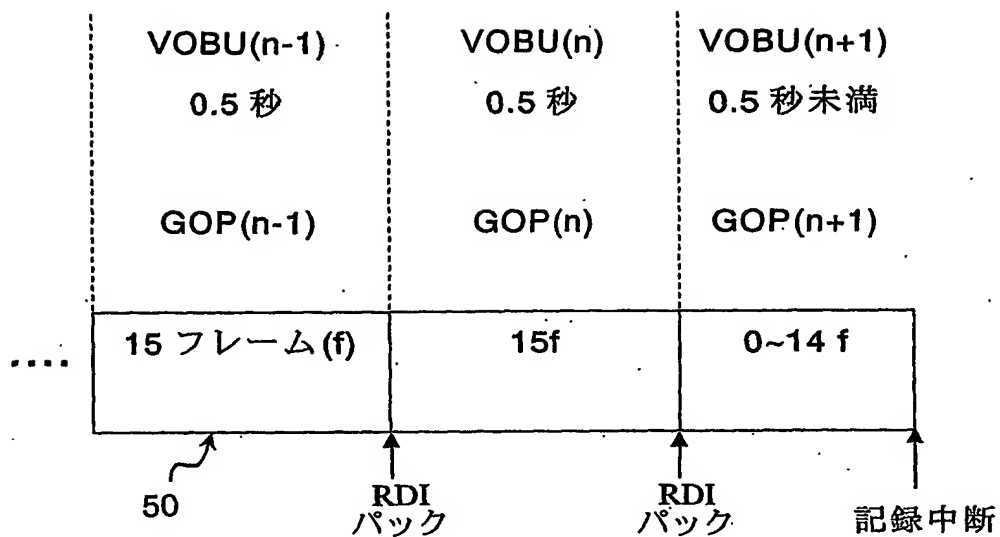 VOBU(n-1)
VOBU(n)
VOBU(n+1)
0.5 秒
0.5 秒
0.5 秒未満
GOP(n-1)
GOP(n)
GOP(n+1)
15 フレーム(f)
15f
0~14 f
....
50
RDI
パック
RDI
パック
記録中断